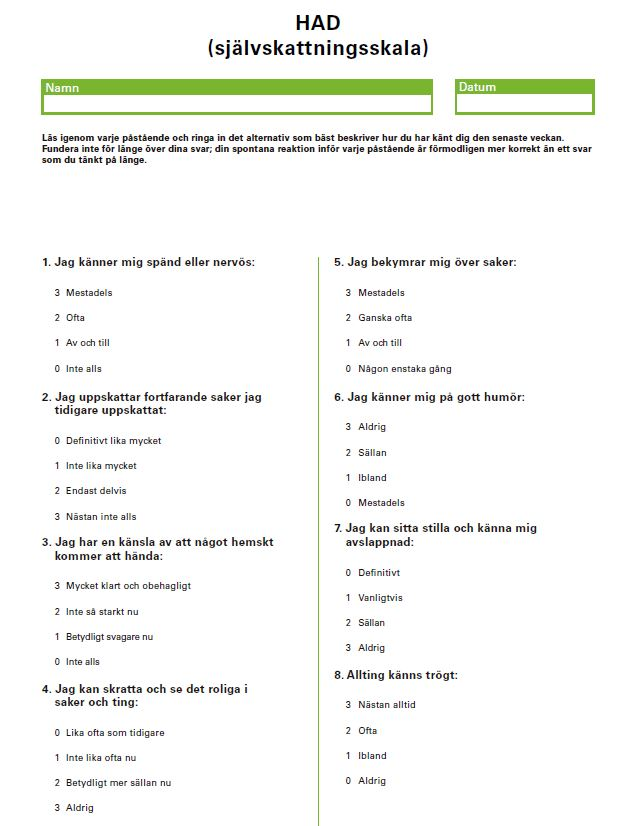 HAD
(självskattningsskala)
Namn
Datum
Läs igenom varje påstående och ringa in det alternativ som bäst beskriver hur du har känt dig den senaste veckan.
Fundera inte för länge över dina svar; din spontana reaktion inför varje påstående är förmodligen mer korrekt än ett svar
som du tänkt på länge.
1. Jag känner mig spänd eller nervös:
3 Mestadels
2 Ofta
1 Av och till
0 Inte alls
2. Jag uppskattar fortfarande saker jag
tidigare uppskattat:
0 Definitivt lika mycket
1 Inte lika mycket
2 Endast delvis
3 Nästan inte alls
3. Jag har en känsla av att något hemskt
kommer att hända:
3 Mycket klart och obehagligt
2 Inte så starkt nu
1 Betydligt svagare nu
0 Inte alls
4. Jag kan skratta och se det roliga i
saker och ting:
0 Lika ofta som tidigare
1 Inte lika ofta nu
2 Betydligt mer sällan nu
3 Aldrig
5. Jag bekymrar mig över saker:
3 Mestadels
2 Ganska ofta
1 Av och till
0 Någon enstaka gång
6. Jag känner mig på gott humör:
3 Aldrig
2 Sällan
1 Ibland
0 Mestadels
7. Jag kan sitta stilla och känna mig
avslappnad:
0 Definitivt
1 Vanligtvis
2 Sällan
3 Aldrig
8. Allting känns trögt:
3 Nästan alltid
2 Ofta
1 Ibland
0 Aldrig